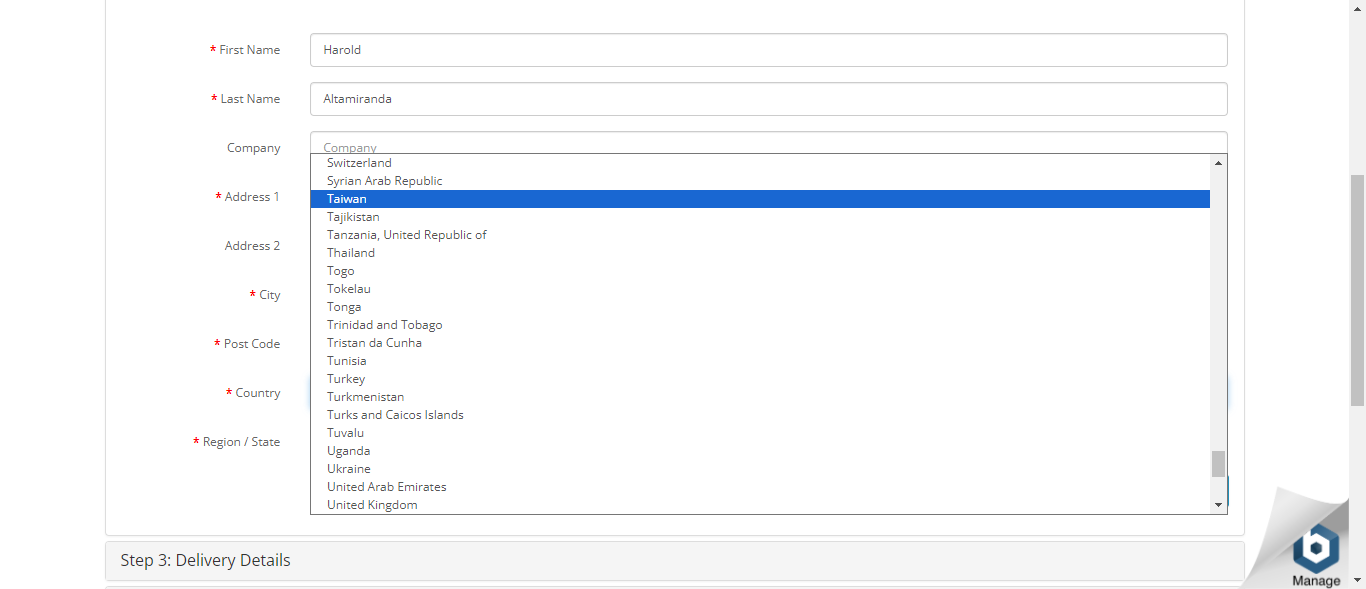 * First Name
Harold
* Last Name
Altamiranda
Company
Company
Switzerland
Syrian Arab Republic
* Address 1
Taiwan
Tajikistan
Tanzania, United Republic of
Address 2
Thailand
Togo
Tokelau
* City
Tonga
Trinidad and Tobago
* Post Code
Tristan da Cunha
Tunisia
Turkey
* Country
Turkmenistan
Turks and Caicos Islands
Tuvalu
* Region / State
Uganda
Ukraine
United Arab Emirates
United Kingdom
Step 3: Delivery Details
b
Manage